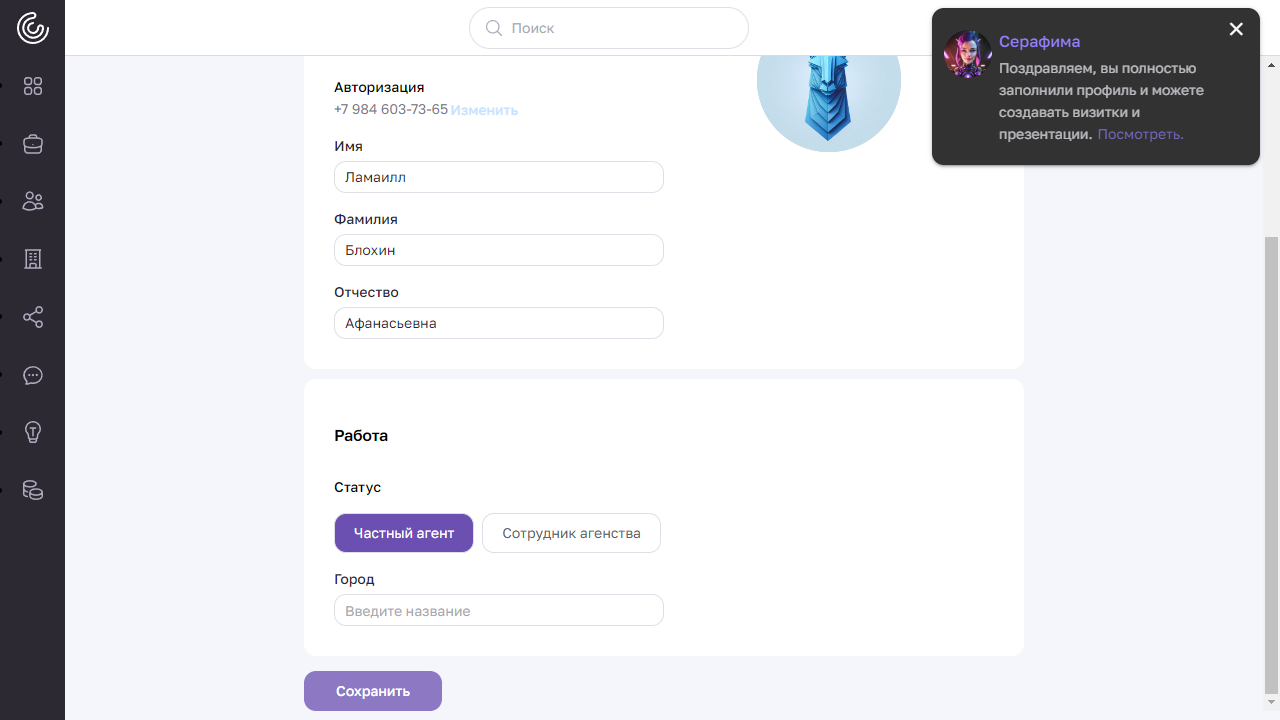 Поиск
Серафима
Поздравляем, вы полностью
заполнили профиль и можете
создавать визитки и
презентации. Посмотреть.
Авторизация
+7 984 603-73-65 Изменить
Имя
Ламаилл
Фамилия
Блохин
Отчество
Афанасьевна
Работа
Статус
Частный агент
Сотрудник агенства
Город
Введите название
Сохранить